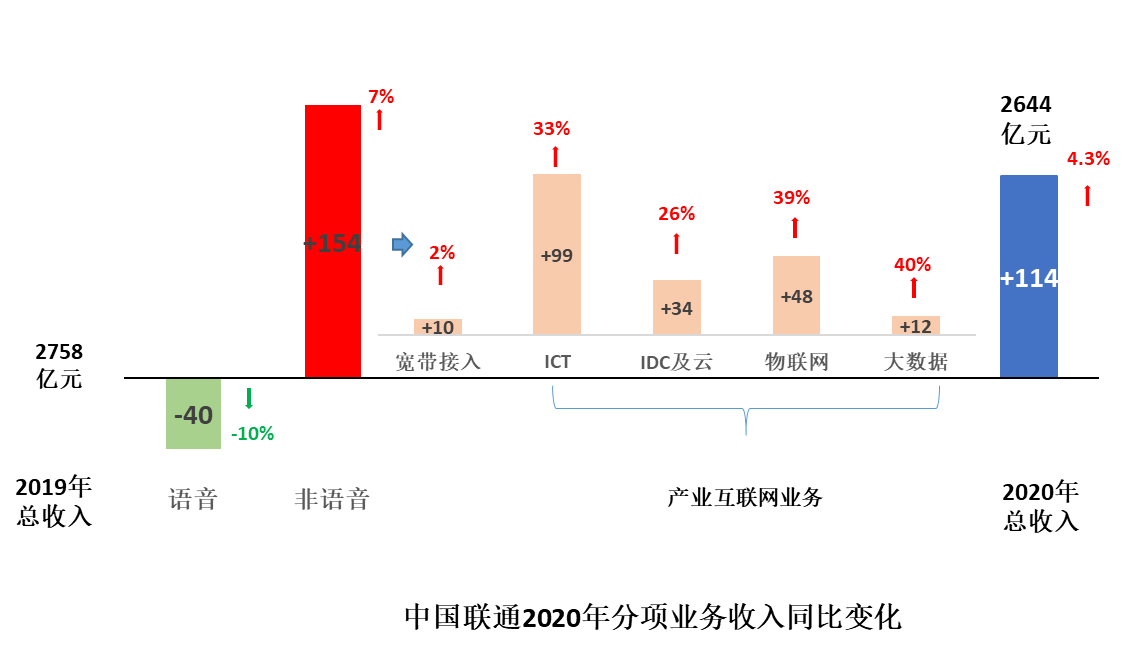 2644
亿元
7%
4.3%
33%
39%
26%
2%
40%
+154
+99
+48
+34
+10
+12
+114
2758
亿元
宽带接入
ICT
IDC及云
物联网
大数据
-40
-10%
2019年
总收入
语音
非语音
产业互联网业务
2020年
总收入
中国联通2020年分项业务收入同比变化